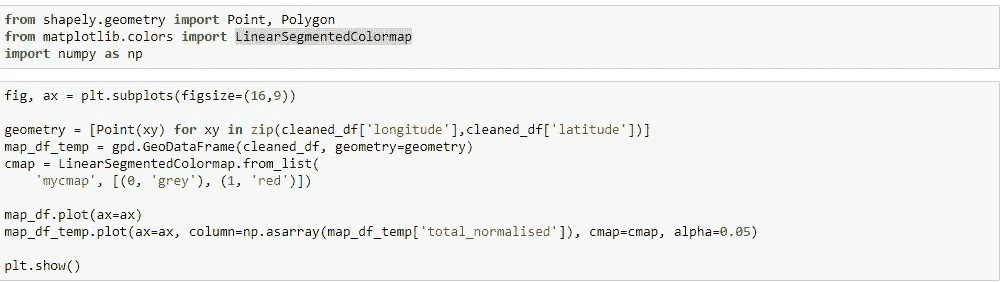 from shapely.geometry import Point, Polygon
from matplotlib.colors import LinearSegmentedColormap
import numpy as np
fig, ax = plt.subplots(figsize=(16,9))
geometry = [Point(xy) for xy in zip(cleaned_df['longitude'],cleaned_df['latitude'])]
map_df_temp = gpd.GeoDataFrame(cleaned_df, geometry=geometry)
cmap = LinearSegmentedColormap.from_list(
    'mycmap', [(0, 'grey'), (1, 'red')])
map_df.plot(ax=ax)
map_df_temp.plot(ax=ax, column=np.asarray(map_df_temp['total_normalised']), cmap=cmap, alpha=0.05)
plt.show()